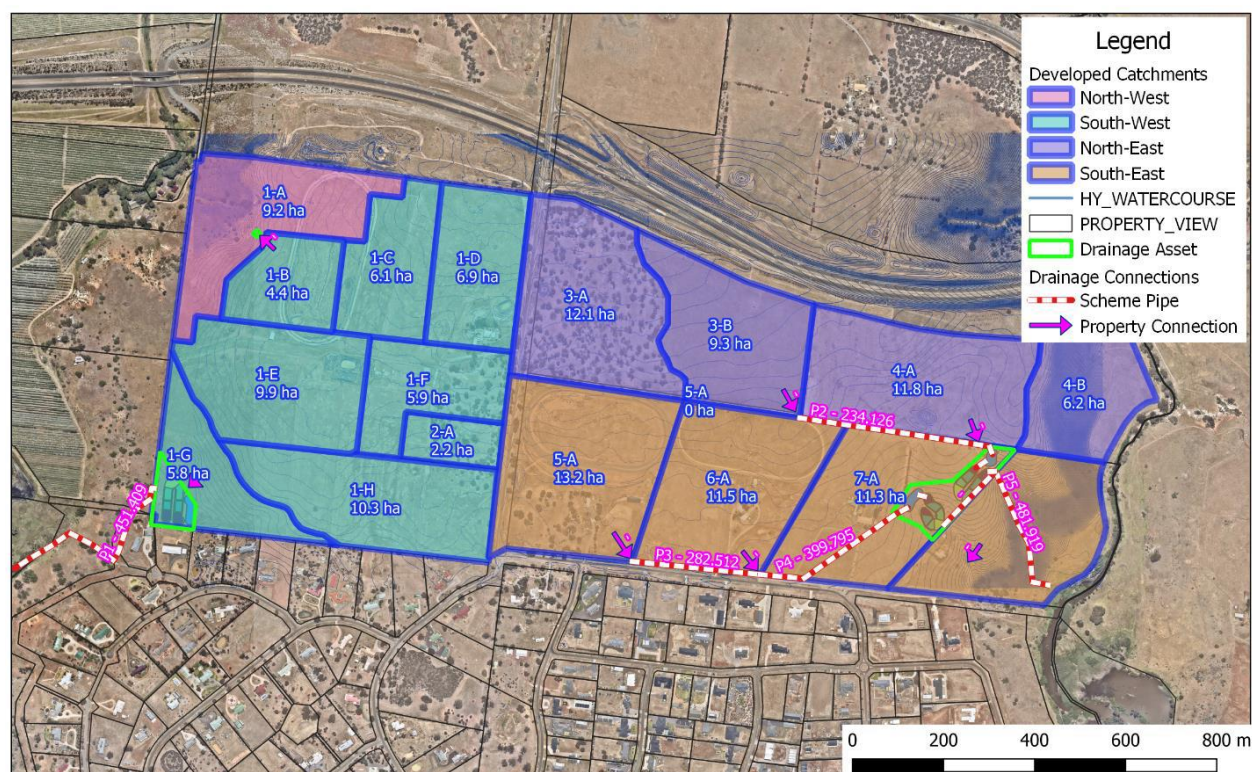 Legend
Developed Catchments
North-West
South-West
North-East
South-East
HY_WATERCOURSE
PROPERTY_VIEW
Drainage Asset
Drainage Connections
Scheme Pipe
Property Connection
1-A
9.2 ha
1-B
4.4 ha
1-C
6.1 ha
1-D
6.9 ha
3-A
12.1 ha
3-B
9.3 ha
4-A
11.8 ha
4-B
6.2 ha
1-E
9.9 ha
1-F
5.9 ha
2-A
2.2 ha
5-A
0 ha
P2 - 234.126
1-G
5.8 ha
1-H
10.3 ha
5-A
13.2 ha
6-A
11.5 ha
7-A
11.3 ha
P1 - 451.409
P3 - 282.512
P4 - 399.795
P5 - 481.919
0 200 400 600 800 m